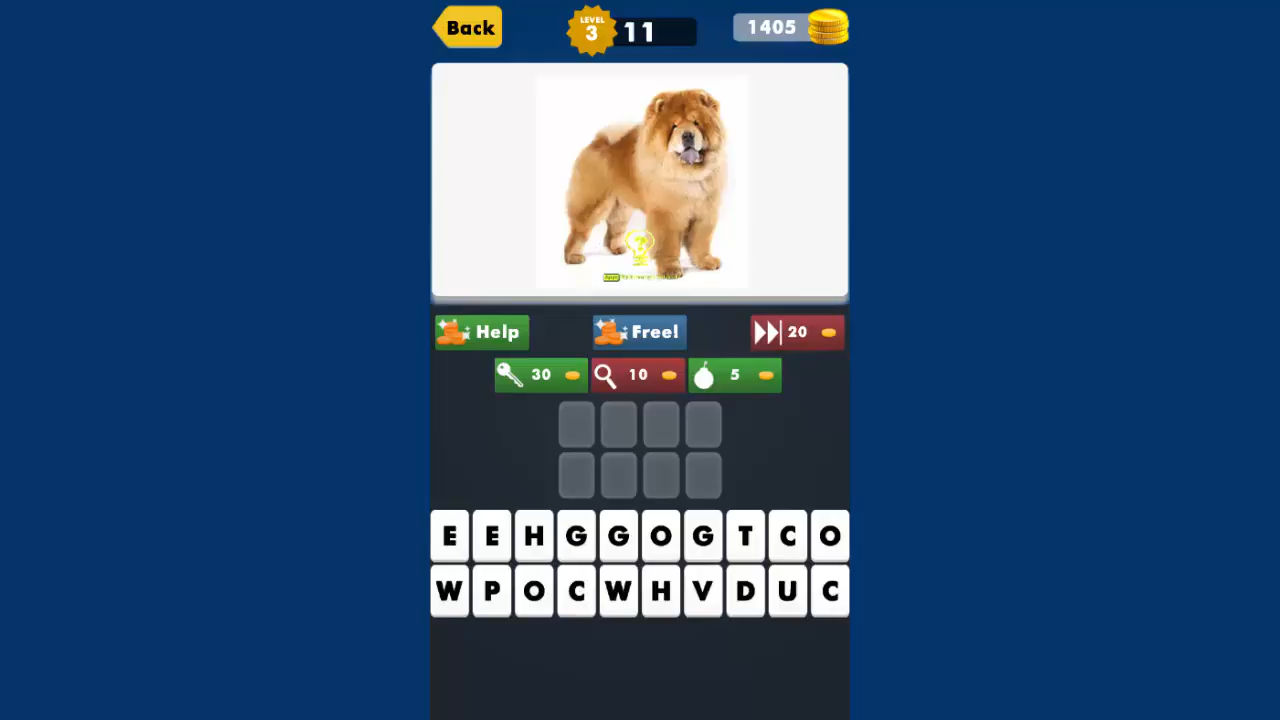 Back
LEVEL
3
11
1405
Help
Free!
20
30
10
5
E E H G G O G T C O
W P O C W H V D U C